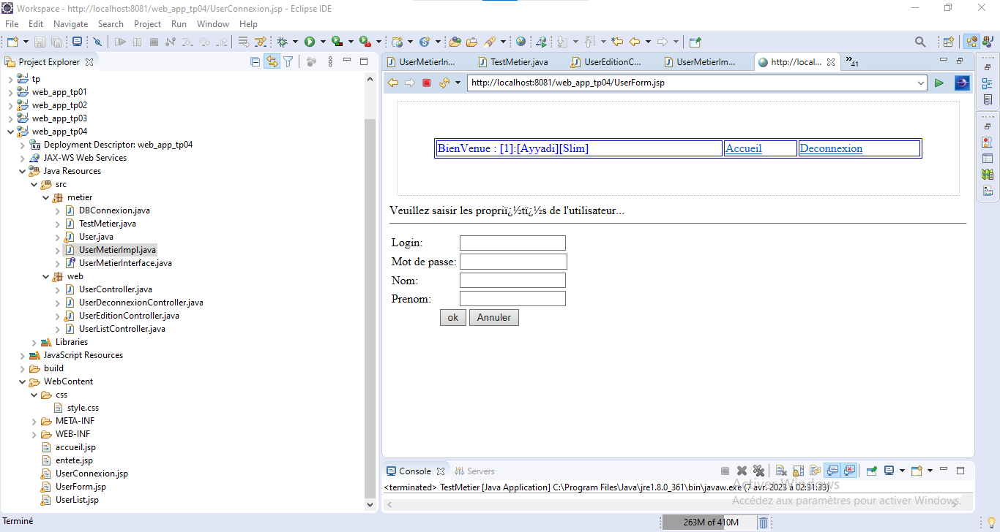 Workspace - http://localhost:8081/web_app_tp04/UserConnexion.jsp - Eclipse IDE
File Edit Navigate Search Project Run Window Help
Project Explorer
tp
web_app_tp01
web_app_tp02
web_app_tp03
web_app_tp04
Deployment Descriptor: web_app_tp04
JAX-WS Web Services
Java Resources
src
metier
DBConnexion.java
TestMetier.java
User.java
UserMetierImpl.java
UserMetierInterface.java
web
UserController.java
UserDeconnexionController.java
UserEditionController.java
UserListController.java
Libraries
JavaScript Resources
build
WebContent
css
style.css
META-INF
WEB-INF
accueil.jsp
entete.jsp
UserConnexion.jsp
UserForm.jsp
UserList.jsp
UserMetierIn... TestMetier.java UserEditionC... UserMetierIm... http://local... »41
http://localhost:8081/web_app_tp04/UserForm.jsp
BienVenue : [1]:[Ayyadi][Slim] Accueil Deconnexion
Veuillez saisir les propriï¿½tï¿½s de l'utilisateur...
Login:
Mot de passe:
Nom:
Prenom:
ok Annuler
Console Servers
<terminated> TestMetier [Java Application] C:\Program Files\Java\jre1.8.0_361\bin\javaw.exe (7 avr. 2023 à 02:31:33)
Activer Windows
Accédez aux paramètres pour activer Windows.
Terminé
263M of 410M